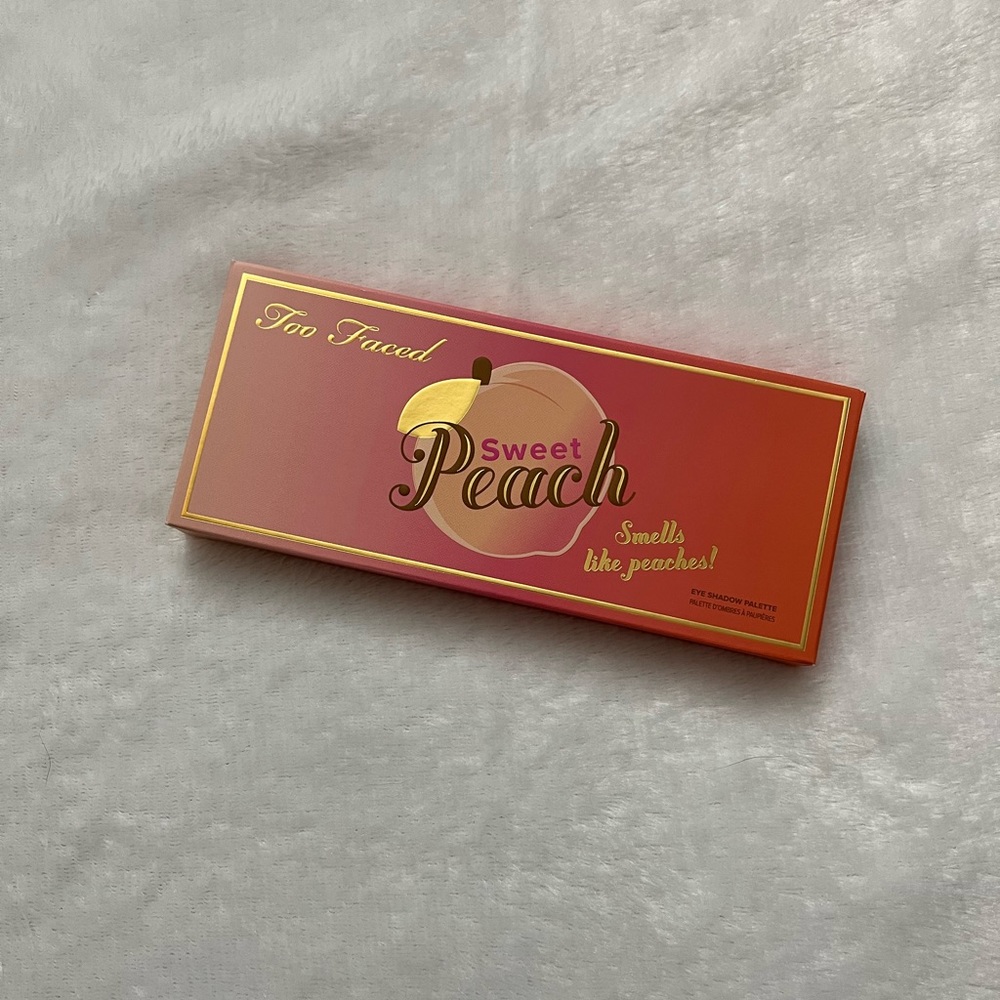 Too Faced
Sweet
Peach
Smells
like peaches!
EYE SHADOW PALETTE
PALETTE D'OMBRES À PAUPIÈRES